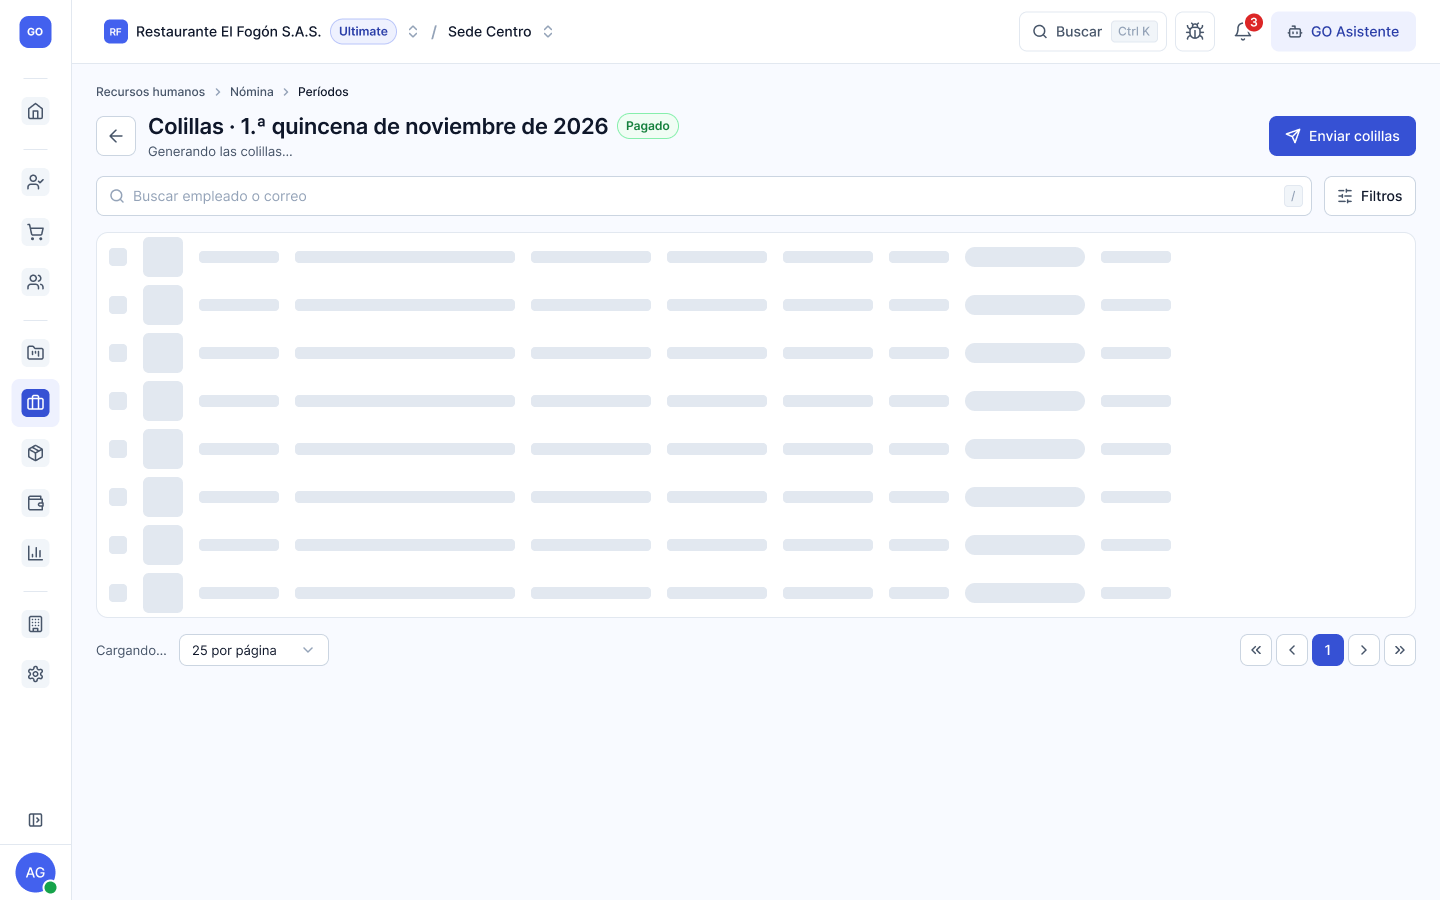 GO
RF Restaurante El Fogón S.A.S. Ultimate / Sede Centro
Buscar Ctrl K
3
GO Asistente
Recursos humanos > Nómina > Períodos
Colillas · 1.ª quincena de noviembre de 2026 Pagado
Generando las colillas...
Enviar colillas
Buscar empleado o correo /
Filtros
Cargando... 25 por página
1
AG